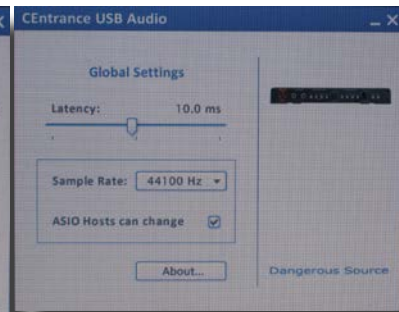 CEntrance USB Audio
Global Settings
Latency: 10.0 ms
Sample Rate: 44100 Hz
ASIO Hosts can change
About...
Dangerous Source